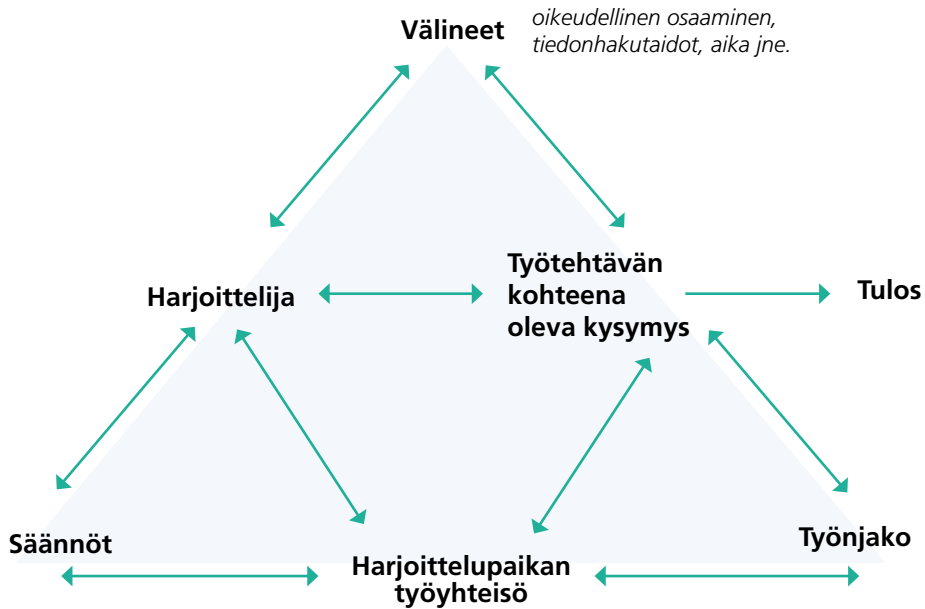 Välineet
oikeudellinen osaaminen,
tiedonhakutaidot, aika jne.
Harjoittelija
Työtehtävän
kohteena
oleva kysymys
Tulos
Säännöt
Harjoittelupaikan
työyhteisö
Työnjako